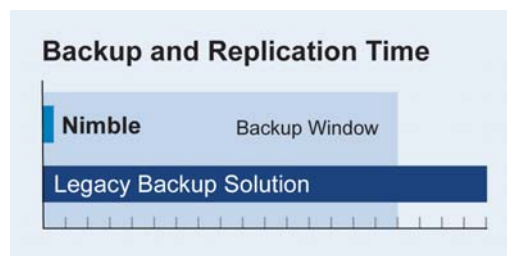 Backup and Replication Time
Nimble Backup Window
Legacy Backup Solution